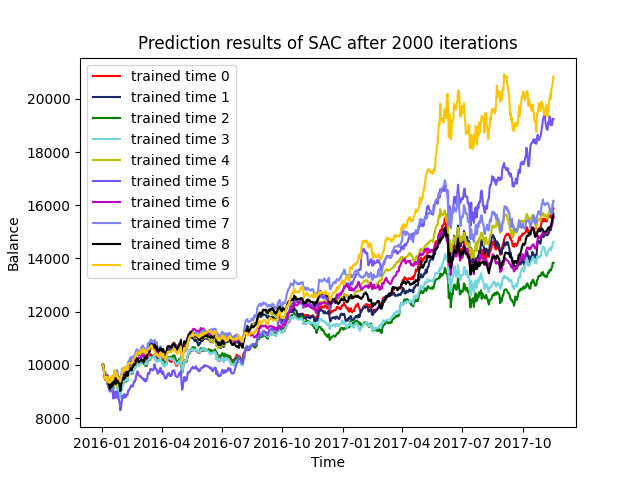 Prediction results of SAC after 2000 iterations
trained time 0
trained time 1
trained time 2
trained time 3
trained time 4
trained time 5
trained time 6
trained time 7
trained time 8
trained time 9
Balance
20000
18000
16000
14000
12000
10000
8000
2016-01 2016-04 2016-07 2016-10 2017-01 2017-04 2017-07 2017-10
Time